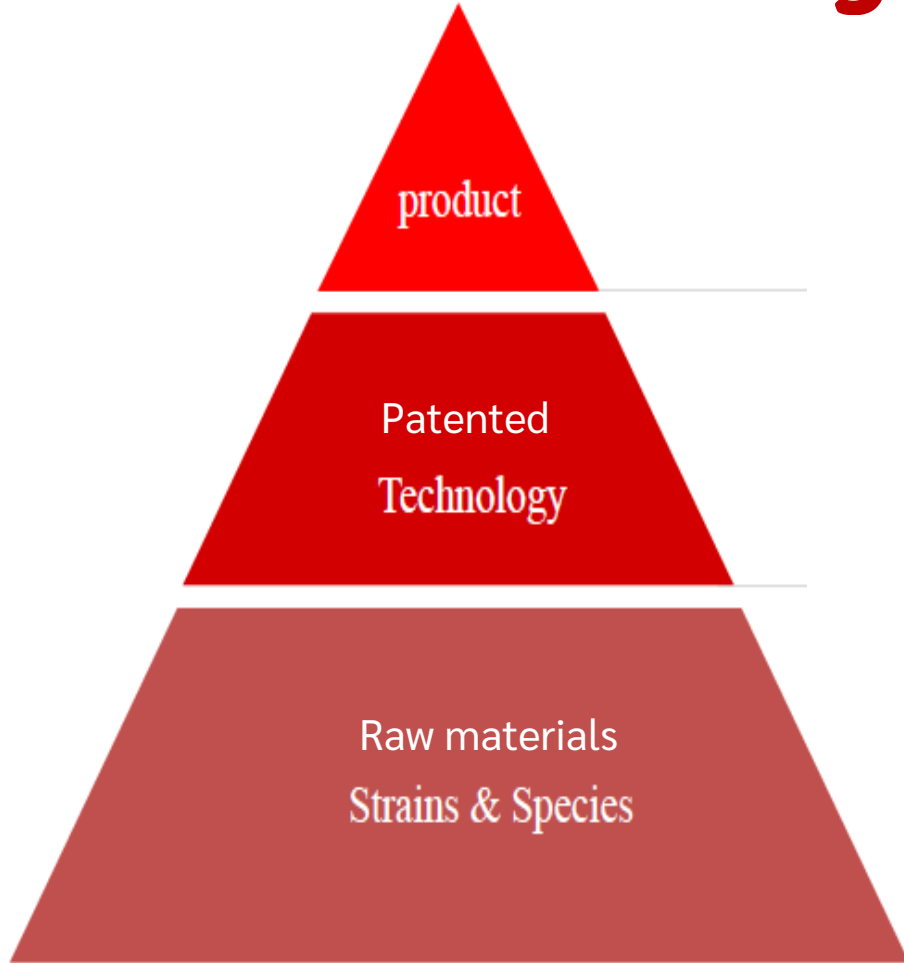 product
Patented
Technology
Raw materials
Strains & Species